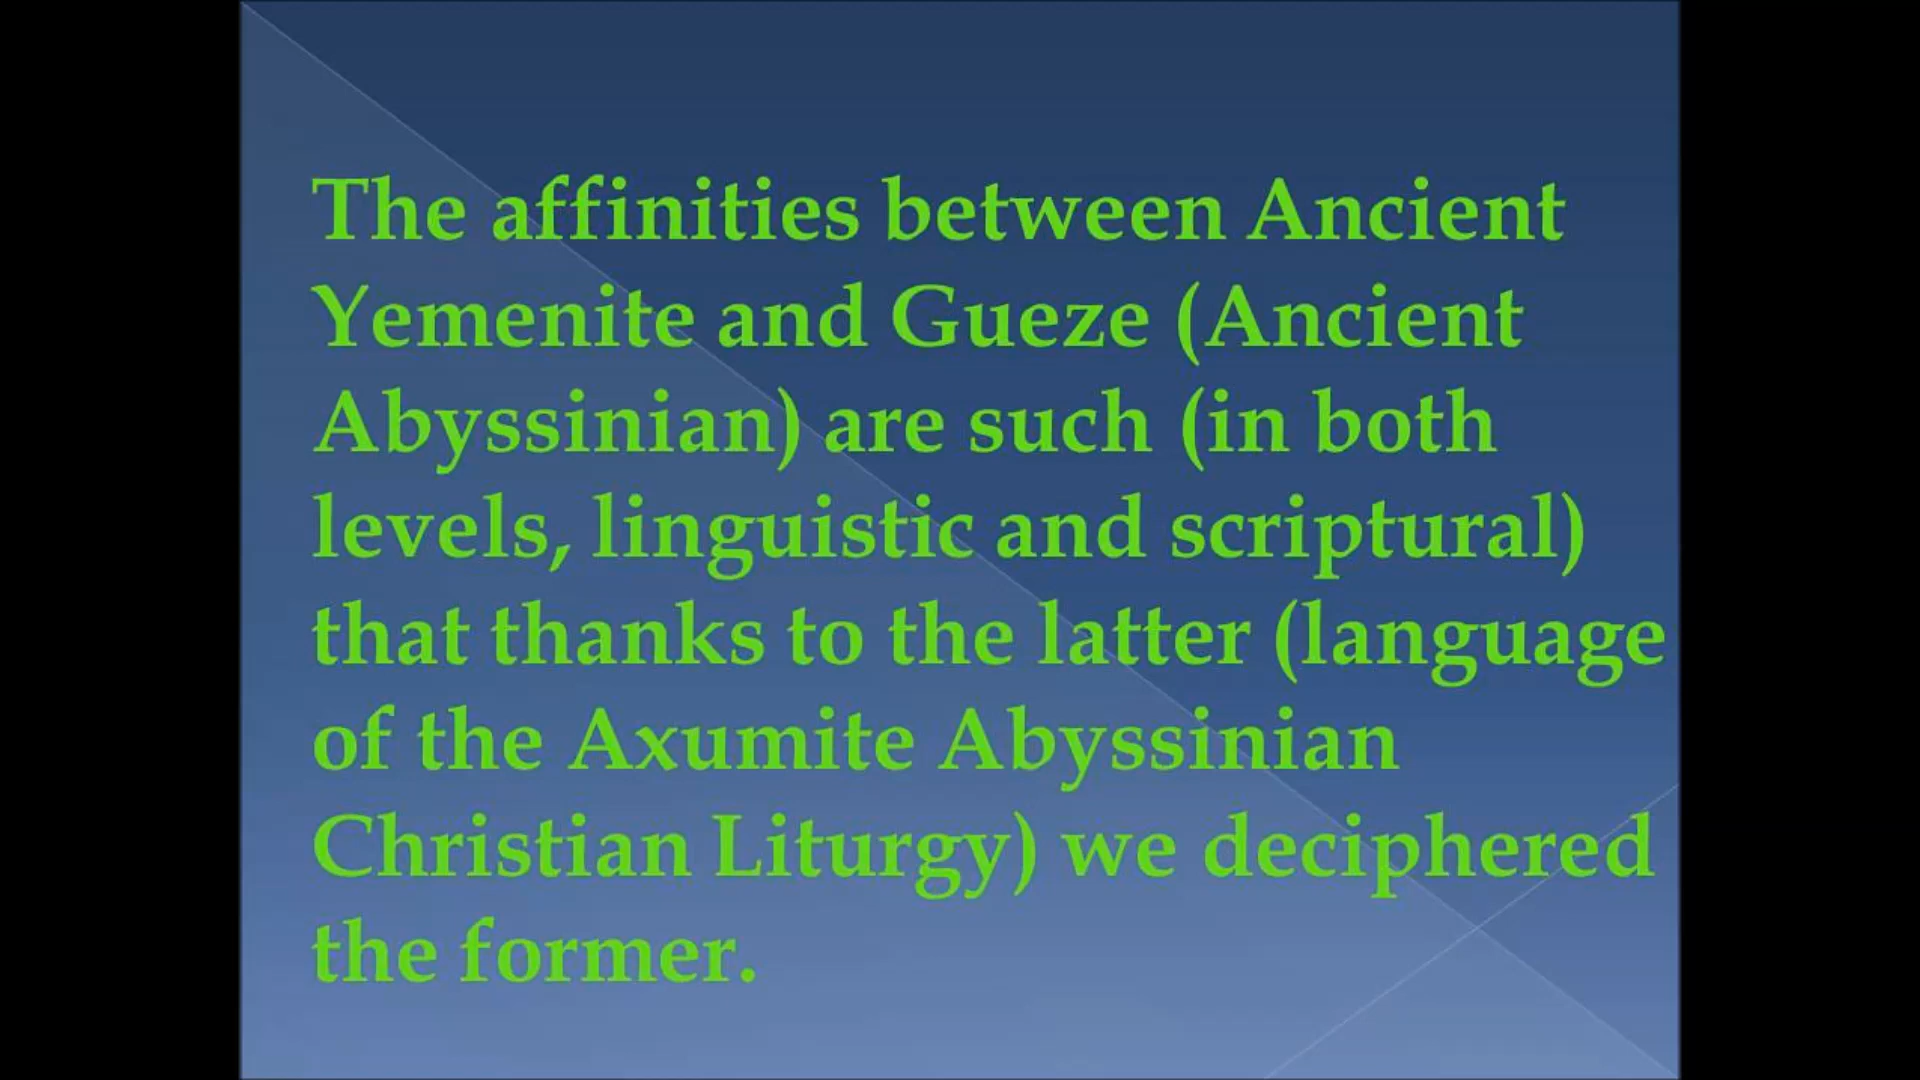 The affinities between Ancient
Yemenite and Gueze (Ancient
Abyssinian) are such (in both
levels, linguistic and scriptural)
that thanks to the latter (language
of the Axumite Abyssinian
Christian Liturgy) we deciphered
the former.